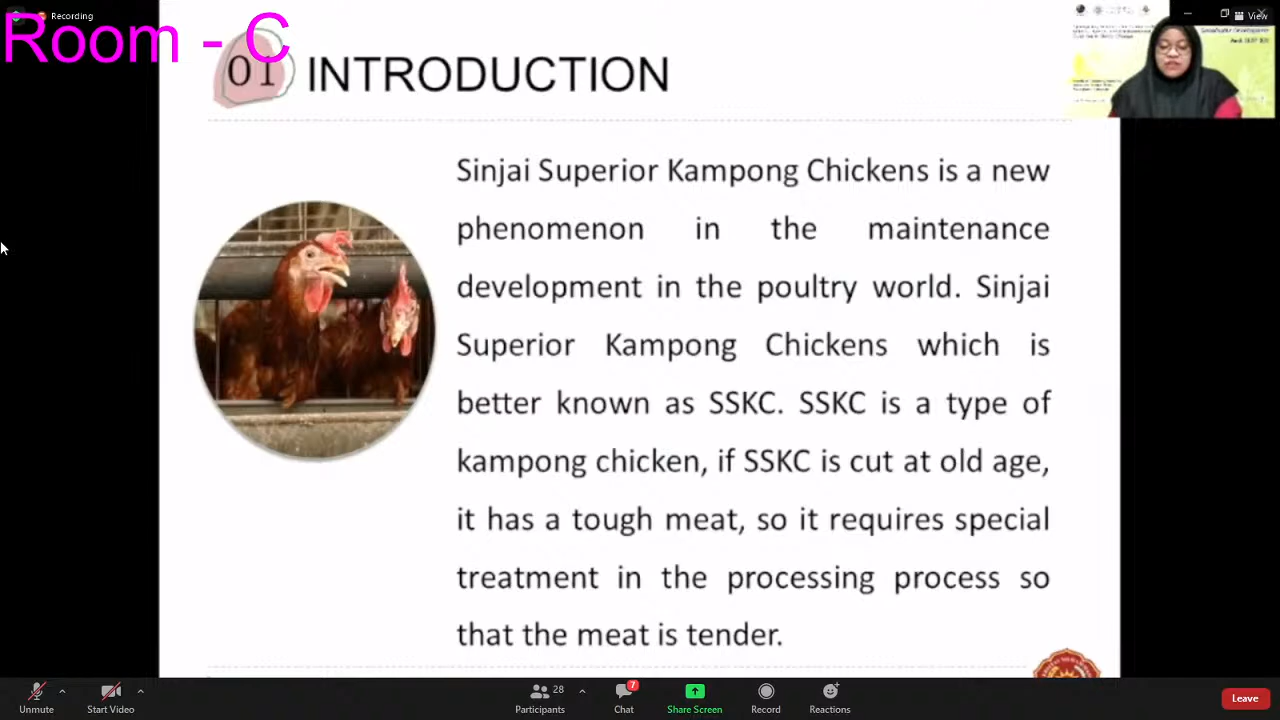 Recording
Room - C
View
01 INTRODUCTION
Sinjai Superior Kampong Chickens is a new
phenomenon in the maintenance
development in the poultry world. Sinjai
Superior Kampong Chickens which is
better known as SSKC. SSKC is a type of
kampong chicken, if SSKC is cut at old age,
it has a tough meat, so it requires special
treatment in the processing process so
that the meat is tender.
Unmute
Start Video
28
Participants
7
Chat
Share Screen
Record
Reactions
Leave